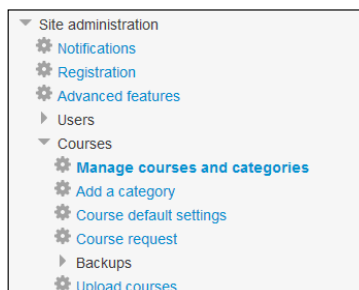 Site administration
Notifications
Registration
Advanced features
Users
Courses
Manage courses and categories
Add a category
Course default settings
Course request
Backups
Upload courses